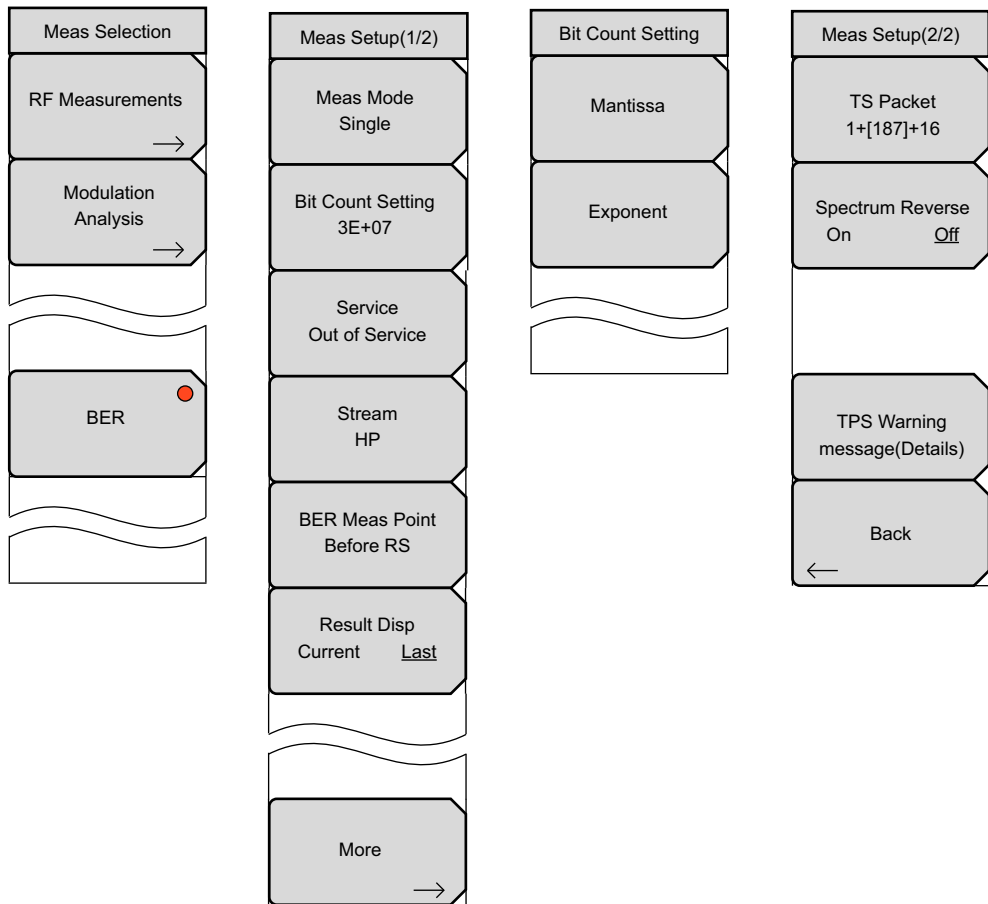 Meas Selection
RF Measurements
Modulation
Analysis
BER
Meas Setup(1/2)
Meas Mode
Single
Bit Count Setting
3E+07
Service
Out of Service
Stream
HP
BER Meas Point
Before RS
Result Disp
Current Last
More
Bit Count Setting
Mantissa
Exponent
Meas Setup(2/2)
TS Packet
1+[187]+16
Spectrum Reverse
On Off
TPS Warning
message(Details)
Back